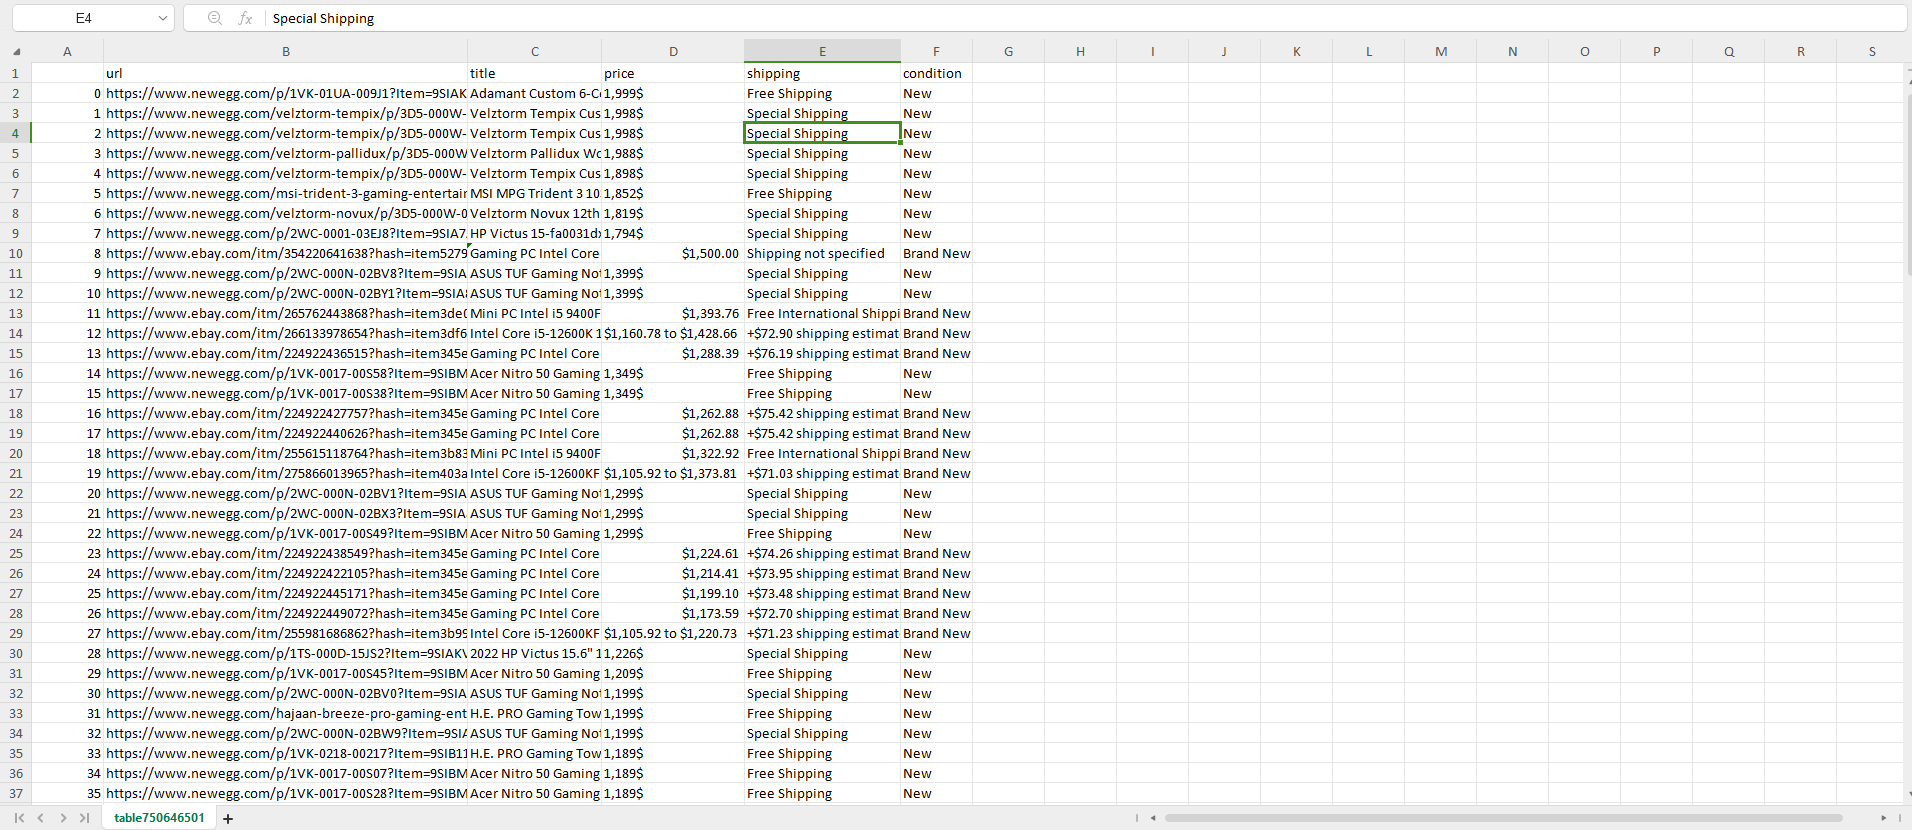 E4 fx Special Shipping
A B C D E F G H I J K L M N O P Q R S
1 url title price shipping condition
2 0 https://www.newegg.com/p/1VK-01UA-009J1?Item=9SIAK Adamant Custom 6-Co 1,999$ Free Shipping New
3 1 https://www.newegg.com/velztorm-tempix/p/3D5-000W- Velztorm Tempix Cus 1,998$ Special Shipping New
4 2 https://www.newegg.com/velztorm-tempix/p/3D5-000W- Velztorm Tempix Cus 1,998$ Special Shipping New
5 3 https://www.newegg.com/velztorm-pallidux/p/3D5-000W Velztorm Pallidux Wo 1,988$ Special Shipping New
6 4 https://www.newegg.com/velztorm-tempix/p/3D5-000W- Velztorm Tempix Cus 1,898$ Special Shipping New
7 5 https://www.newegg.com/msi-trident-3-gaming-entertain MSI MPG Trident 3 10 1,852$ Free Shipping New
8 6 https://www.newegg.com/velztorm-novux/p/3D5-000W-0 Velztorm Novux 12th 1,819$ Special Shipping New
9 7 https://www.newegg.com/p/2WC-0001-03EJ8?Item=9SIA7 HP Victus 15-fa0031dx 1,794$ Special Shipping New
10 8 https://www.ebay.com/itm/354220641638?hash=item5279 Gaming PC Intel Core $1,500.00 Shipping not specified Brand New
11 9 https://www.newegg.com/p/2WC-000N-02BV8?Item=9SIA ASUS TUF Gaming Not 1,399$ Special Shipping New
12 10 https://www.newegg.com/p/2WC-000N-02BY1?Item=9SIA ASUS TUF Gaming Not 1,399$ Special Shipping New
13 11 https://www.ebay.com/itm/265762443868?hash=item3de0 Mini PC Intel i5 9400F $1,393.76 Free International Shippi Brand New
14 12 https://www.ebay.com/itm/266133978654?hash=item3df6 Intel Core i5-12600K 1 $1,160.78 to $1,428.66 +$72.90 shipping estimat Brand New
15 13 https://www.ebay.com/itm/224922436515?hash=item345e Gaming PC Intel Core $1,288.39 +$76.19 shipping estimat Brand New
16 14 https://www.newegg.com/p/1VK-0017-00S58?Item=9SIBM Acer Nitro 50 Gaming 1,349$ Free Shipping New
17 15 https://www.newegg.com/p/1VK-0017-00S38?Item=9SIBM Acer Nitro 50 Gaming 1,349$ Free Shipping New
18 16 https://www.ebay.com/itm/224922427757?hash=item345e Gaming PC Intel Core $1,262.88 +$75.42 shipping estimat Brand New
19 17 https://www.ebay.com/itm/224922440626?hash=item345e Gaming PC Intel Core $1,262.88 +$75.42 shipping estimat Brand New
20 18 https://www.ebay.com/itm/255615118764?hash=item3b83 Mini PC Intel i5 9400F $1,322.92 Free International Shippi Brand New
21 19 https://www.ebay.com/itm/275866013965?hash=item403a Intel Core i5-12600KF $1,105.92 to $1,373.81 +$71.03 shipping estimat Brand New
22 20 https://www.newegg.com/p/2WC-000N-02BV1?Item=9SIA ASUS TUF Gaming Not 1,299$ Special Shipping New
23 21 https://www.newegg.com/p/2WC-000N-02BX3?Item=9SIA ASUS TUF Gaming Not 1,299$ Special Shipping New
24 22 https://www.newegg.com/p/1VK-0017-00S49?Item=9SIBM Acer Nitro 50 Gaming 1,299$ Free Shipping New
25 23 https://www.ebay.com/itm/224922438549?hash=item345e Gaming PC Intel Core $1,224.61 +$74.26 shipping estimat Brand New
26 24 https://www.ebay.com/itm/224922422105?hash=item345e Gaming PC Intel Core $1,214.41 +$73.95 shipping estimat Brand New
27 25 https://www.ebay.com/itm/224922445171?hash=item345e Gaming PC Intel Core $1,199.10 +$73.48 shipping estimat Brand New
28 26 https://www.ebay.com/itm/224922449072?hash=item345e Gaming PC Intel Core $1,173.59 +$72.70 shipping estimat Brand New
29 27 https://www.ebay.com/itm/255981686862?hash=item3b99 Intel Core i5-12600KF $1,105.92 to $1,220.73 +$71.23 shipping estimat Brand New
30 28 https://www.newegg.com/p/1TS-000D-15JS2?Item=9SIAKV 2022 HP Victus 15.6" 1 1,226$ Special Shipping New
31 29 https://www.newegg.com/p/1VK-0017-00S45?Item=9SIBM Acer Nitro 50 Gaming 1,209$ Free Shipping New
32 30 https://www.newegg.com/p/2WC-000N-02BV0?Item=9SIA ASUS TUF Gaming Not 1,199$ Special Shipping New
33 31 https://www.newegg.com/hajaan-breeze-pro-gaming-ent H.E. PRO Gaming Tow 1,199$ Free Shipping New
34 32 https://www.newegg.com/p/2WC-000N-02BW9?Item=9SIA ASUS TUF Gaming Not 1,199$ Special Shipping New
35 33 https://www.newegg.com/p/1VK-0218-00217?Item=9SIB11 H.E. PRO Gaming Tow 1,189$ Free Shipping New
36 34 https://www.newegg.com/p/1VK-0017-00S07?Item=9SIBM Acer Nitro 50 Gaming 1,189$ Free Shipping New
37 35 https://www.newegg.com/p/1VK-0017-00S28?Item=9SIBM Acer Nitro 50 Gaming 1,189$ Free Shipping New
table750646501 +